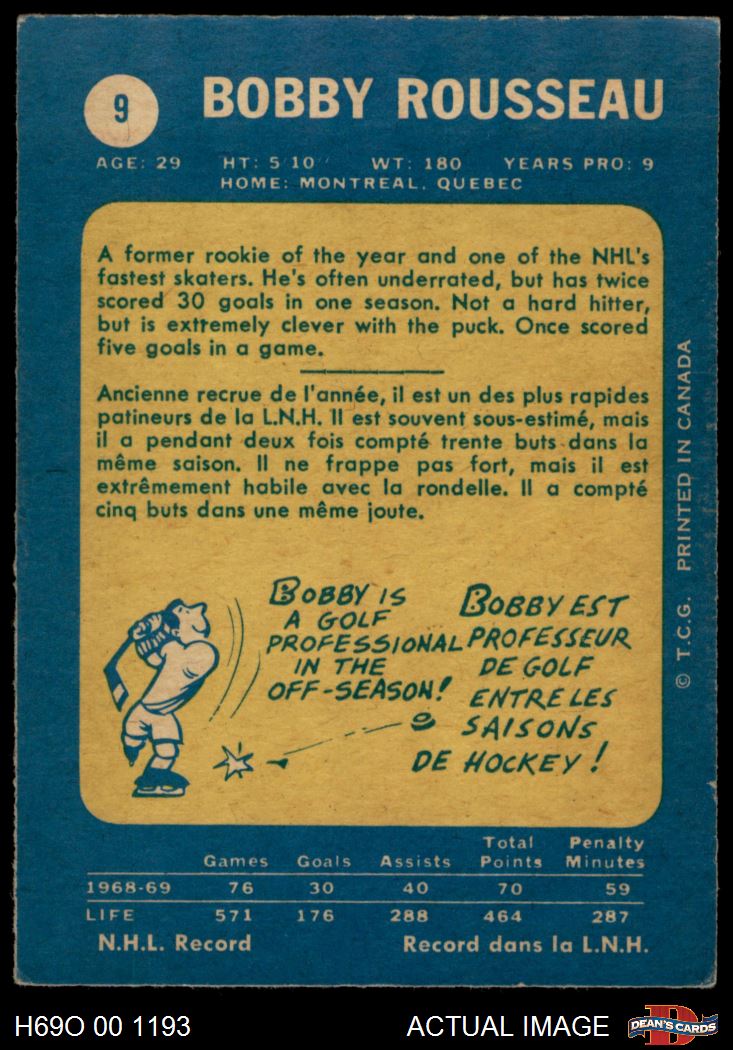 9
BOBBY ROUSSEAU
AGE: 29 HT: 5'10" WT: 180 YEARS PRO: 9
HOME: MONTREAL, QUEBEC
A former rookie of the year and one of the NHL's
fastest skaters. He's often underrated, but has twice
scored 30 goals in one season. Not a hard hitter,
but is extremely clever with the puck. Once scored
five goals in a game.
Ancienne recrue de l'année, il est un des plus rapides
patineurs de la L.N.H. Il est souvent sous-estimé, mais
il a pendant deux fois compté trente buts dans la
même saison. Il ne frappe pas fort, mais il est
extrêmement habile avec la rondelle. Il a compté
cinq buts dans une même joute.
BOBBY IS
A GOLF
PROFESSIONAL
IN THE
OFF-SEASON!
BOBBY EST
PROFESSEUR
DE GOLF
ENTRE LES
SAISONS
DE HOCKEY!
© T.C.G. PRINTED IN CANADA
Games Goals Assists Total Points Penalty Minutes
1968-69 76 30 40 70 59
LIFE 571 176 288 464 287
N.H.L. Record Record dans la L.N.H.
H69O 00 1193 ACTUAL IMAGE
D
DEAN'S CARDS